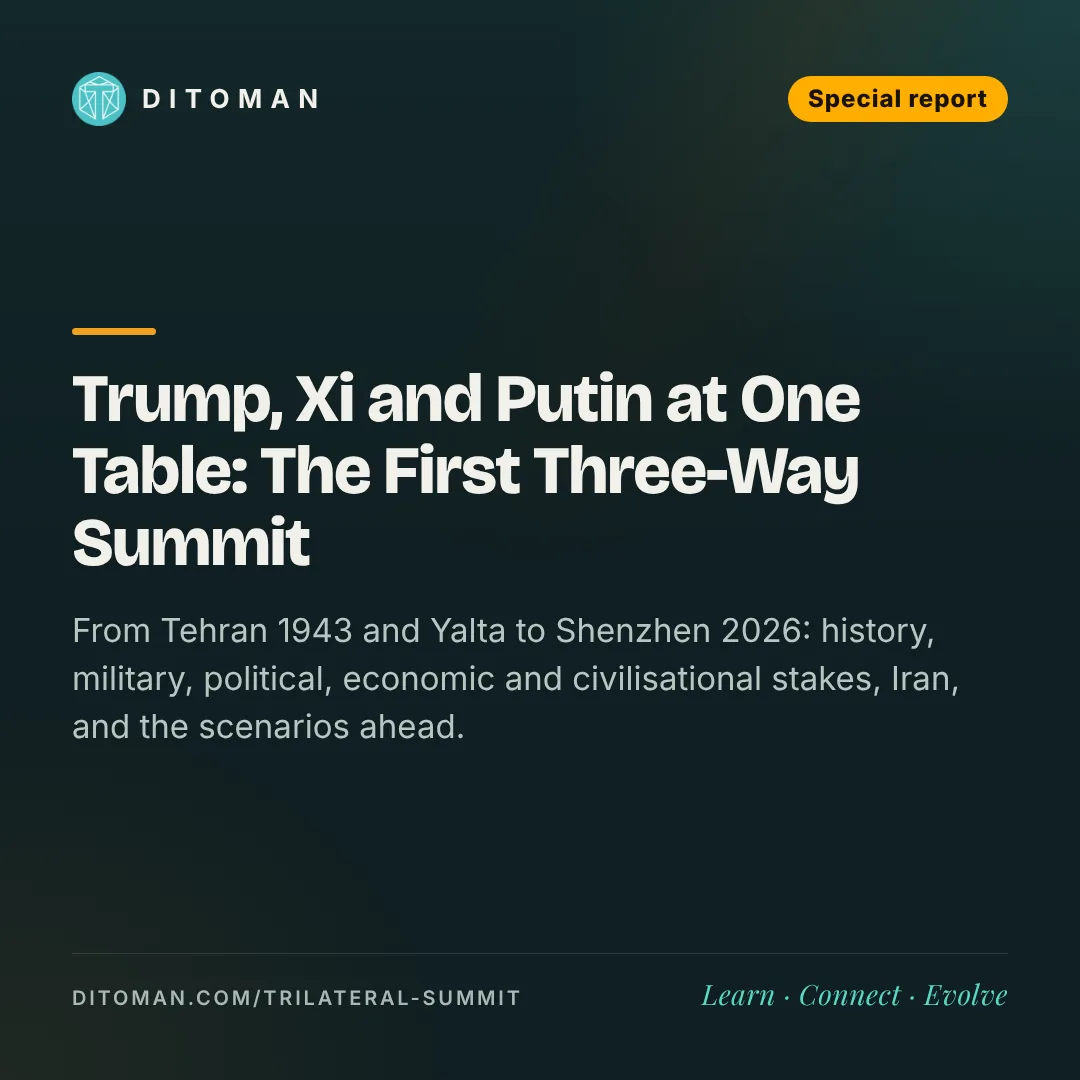 DITOMAN
Special report
Trump, Xi and Putin at One
Table: The First Three-Way
Summit
From Tehran 1943 and Yalta to Shenzhen 2026: history,
military, political, economic and civilisational stakes, Iran,
and the scenarios ahead.
DITOMAN.COM/TRILATERAL-SUMMIT
Learn · Connect · Evolve